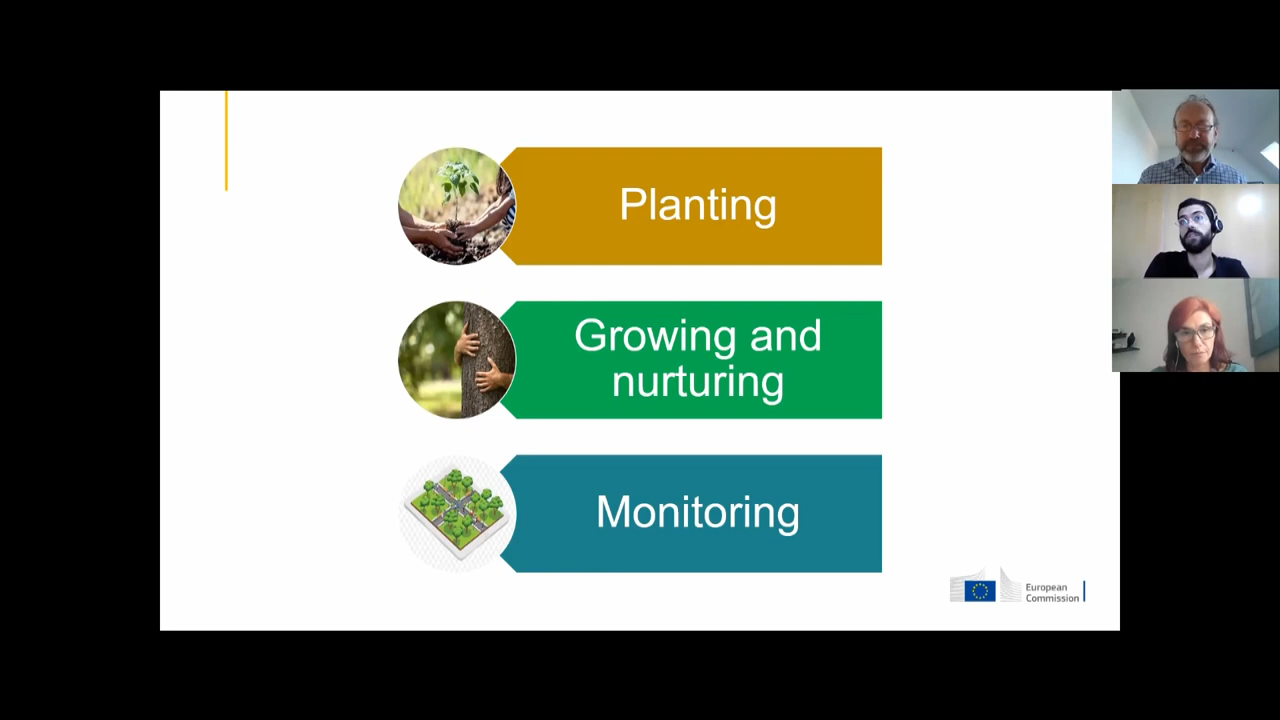 Planting
Growing and
nurturing
Monitoring
European
Commission